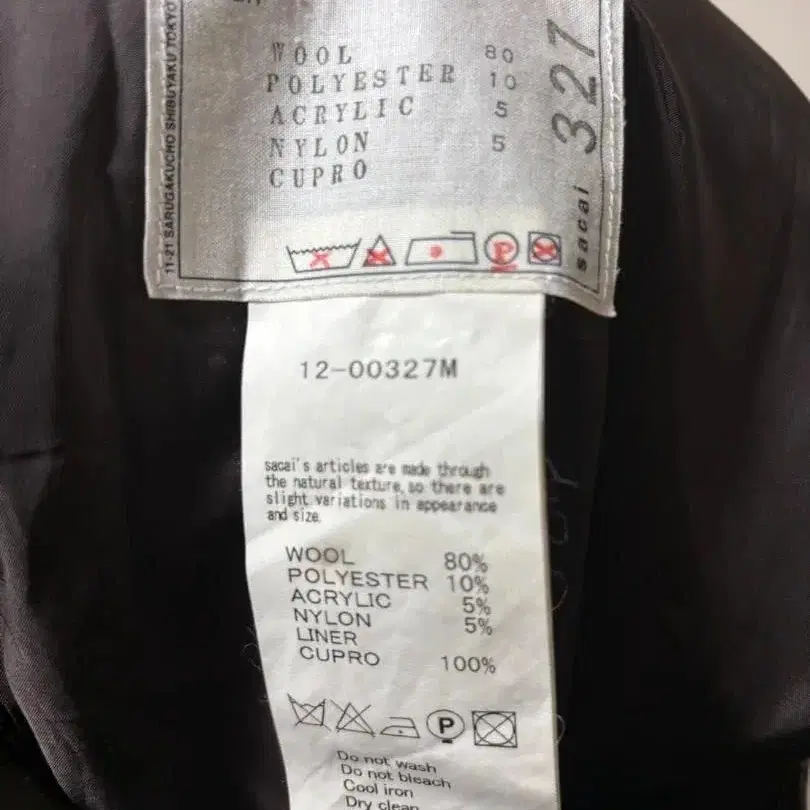 WOOL 80
POLYESTER 10
ACRYLIC 5
NYLON 5
CUPRO
11-21 SARUGAKUCHO SHIBUYAKU TOKYO
327
sacai
P
12-00327M
sacai's articles are made through
the natural texture, so there are
slight variations in appearance
and size.
WOOL 80%
POLYESTER 10%
ACRYLIC 5%
NYLON 5%
LINER
CUPRO 100%
P
Do not wash
Do not bleach
Cool iron
Dry clean